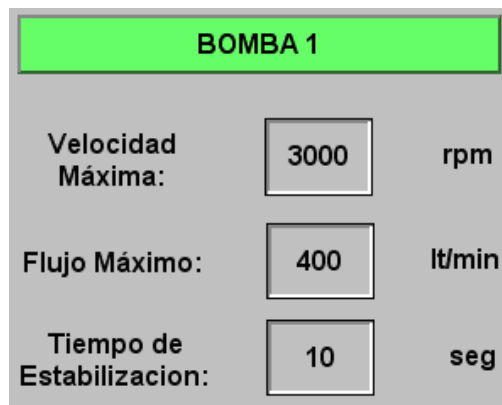 BOMBA 1
Velocidad
Máxima:
3000
rpm
Flujo Máximo:
400
lt/min
Tiempo de
Estabilizacion:
10
seg